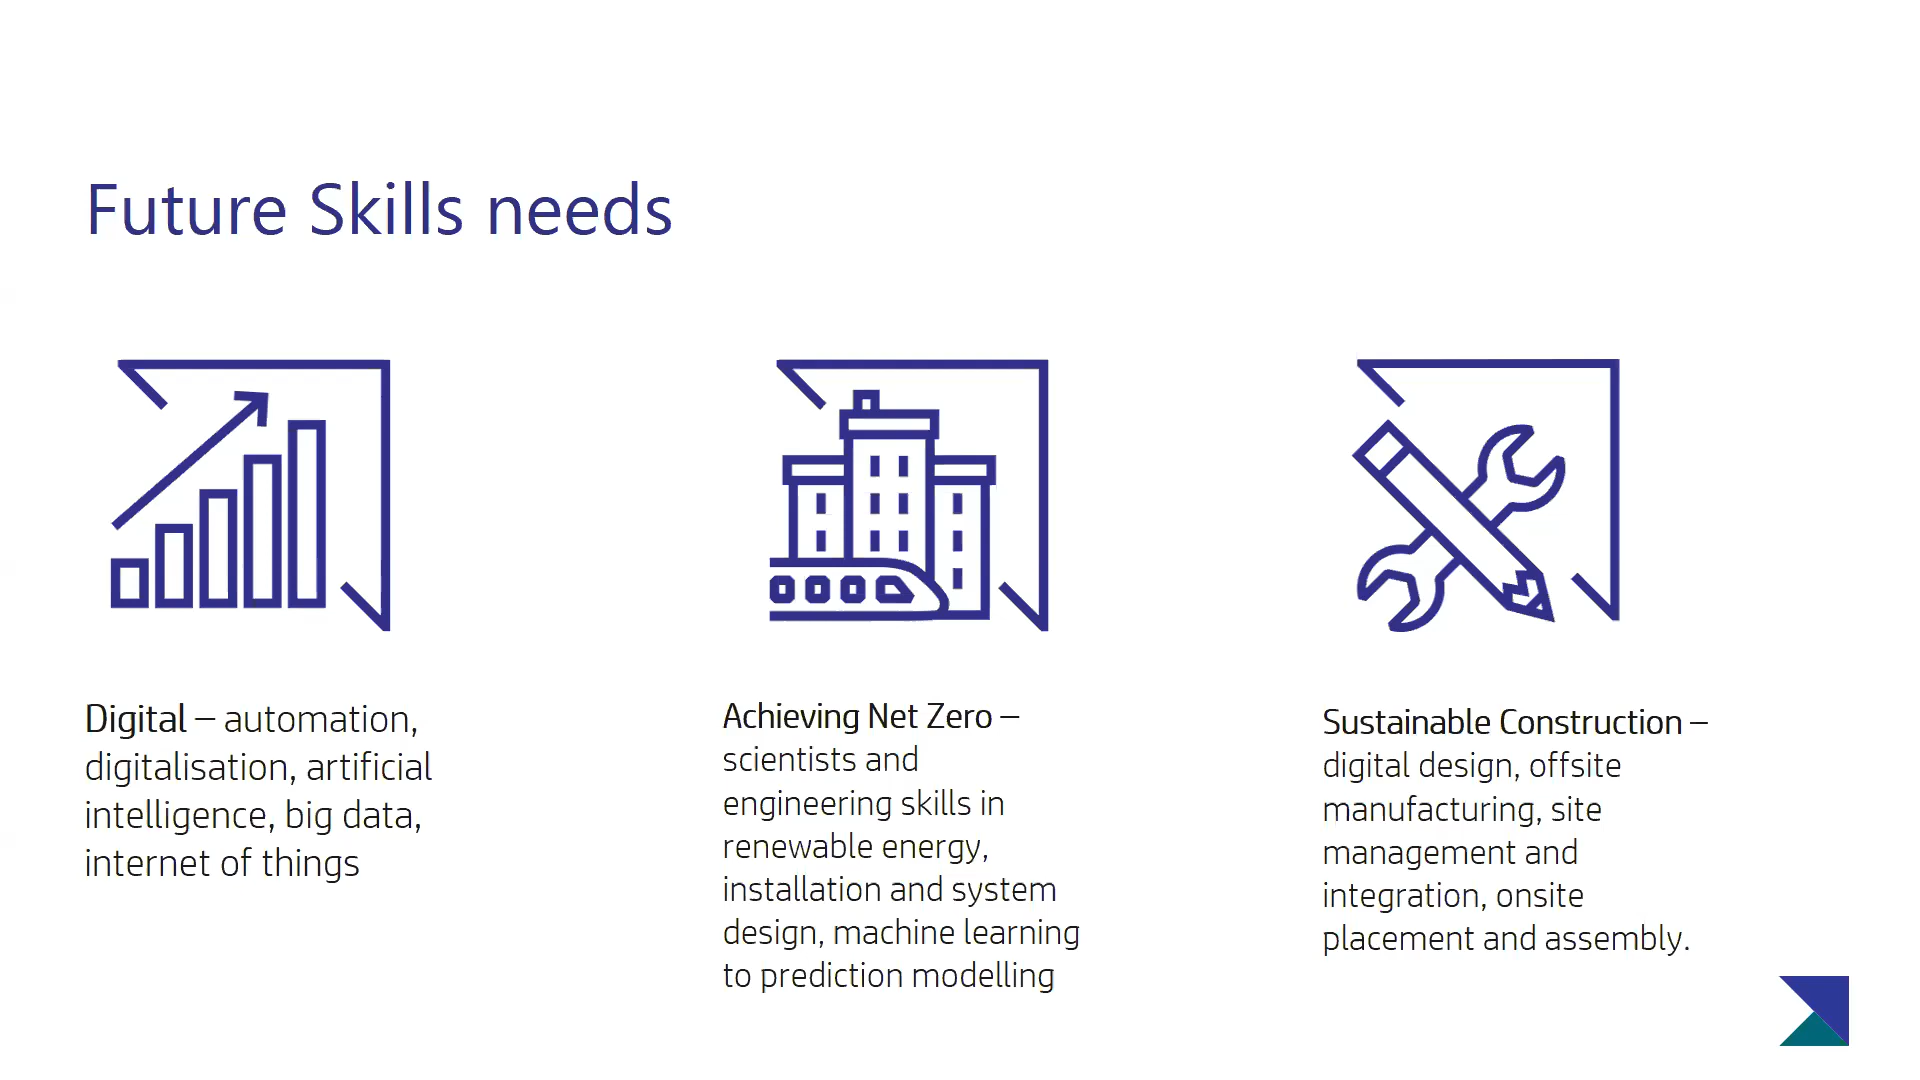 Future Skills needs
Digital – automation,
digitalisation, artificial
intelligence, big data,
internet of things
Achieving Net Zero –
scientists and
engineering skills in
renewable energy,
installation and system
design, machine learning
to prediction modelling
Sustainable Construction –
digital design, offsite
manufacturing, site
management and
integration, onsite
placement and assembly.